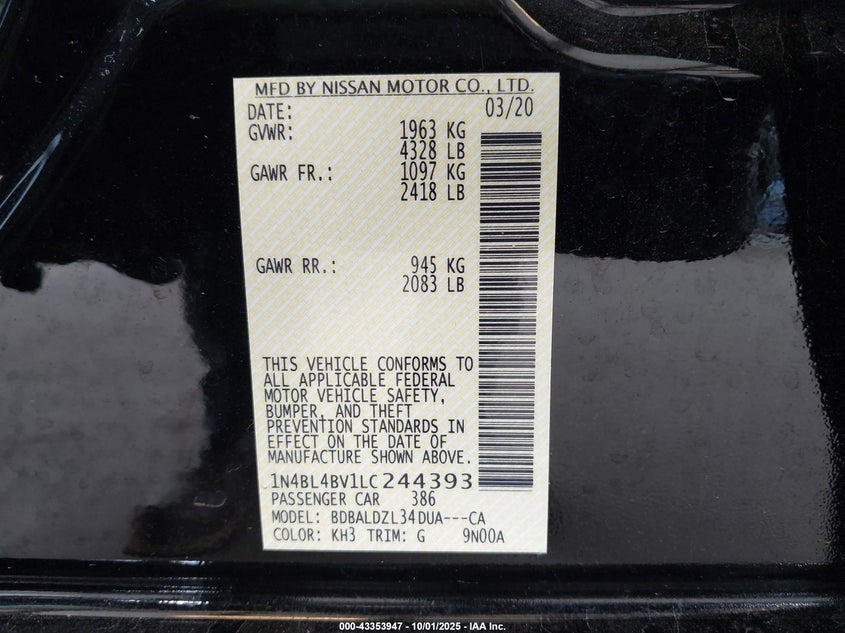 MFD BY NISSAN MOTOR CO., LTD.
DATE: 03/20
GVWR: 1963 KG
4328 LB
GAWR FR.: 1097 KG
2418 LB
GAWR RR.: 945 KG
2083 LB
THIS VEHICLE CONFORMS TO
ALL APPLICABLE FEDERAL
MOTOR VEHICLE SAFETY,
BUMPER, AND THEFT
PREVENTION STANDARDS IN
EFFECT ON THE DATE OF
MANUFACTURE SHOWN ABOVE.
1N4BL4BV1LC244393
PASSENGER CAR 386
MODEL: BDBALDZL34DUA---CA
COLOR: KH3 TRIM: G 9N00A
000-43353947 - 10/01/2025 - IAA Inc.